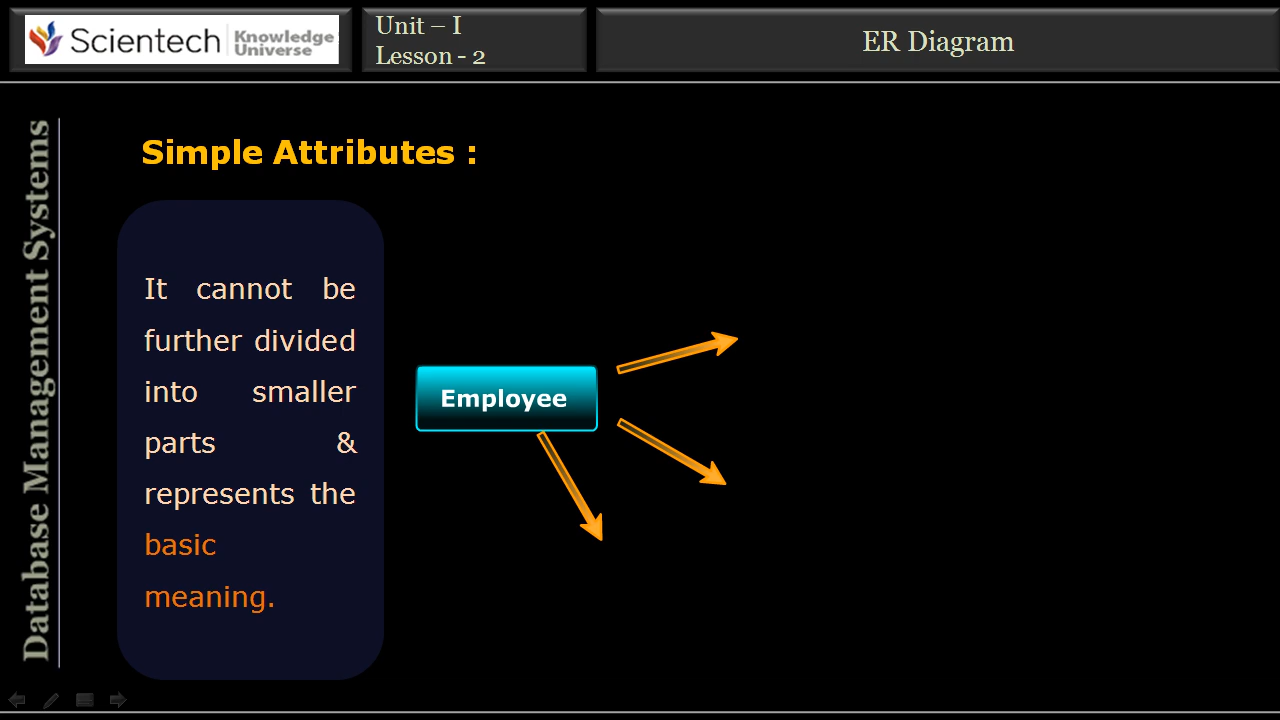 Scientech
Knowledge
Universe
Unit – I
Lesson - 2
ER Diagram
Database Management Systems
Simple Attributes :
It cannot be
further divided
into smaller
parts &
represents the
basic
meaning.
Employee